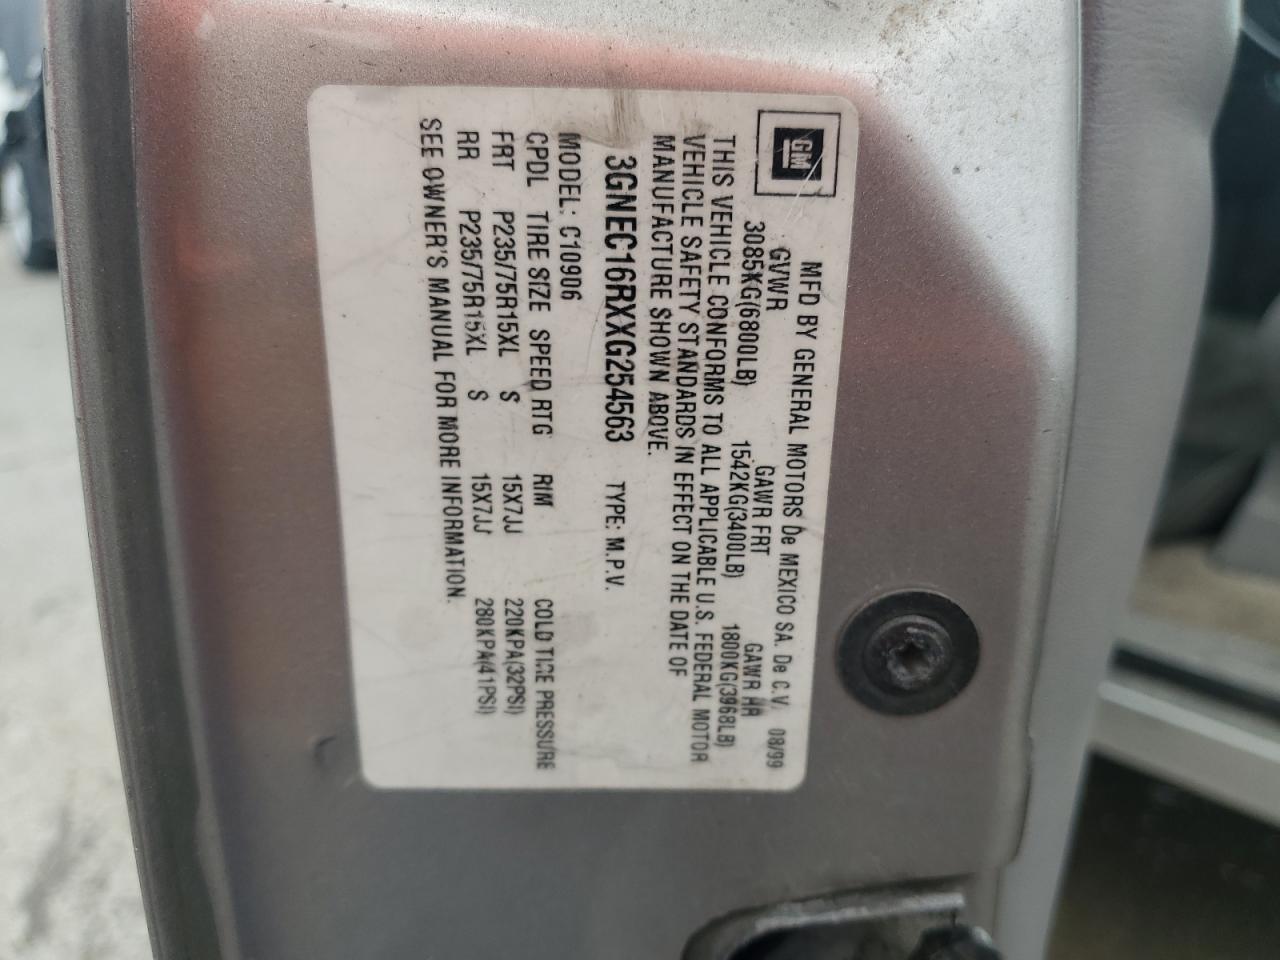 GM
MFD BY GENERAL MOTORS De MEXICO SA. De C.V. 08/99
GVWR GAWR FRT GAWR RR
3085KG(6800LB) 1542KG(3400LB) 1800KG(3968LB)
THIS VEHICLE CONFORMS TO ALL APPLICABLE U.S. FEDERAL MOTOR
VEHICLE SAFETY STANDARDS IN EFFECT ON THE DATE OF
MANUFACTURE SHOWN ABOVE.
3GNEC16RXXG254563 TYPE: M.P.V.
MODEL: C10906
CPDL TIRE SIZE SPEED RTG RIM COLD TIRE PRESSURE
FRT P235/75R15XL S 15X7JJ 220KPA(32PSI)
RR P235/75R15XL S 15X7JJ 280KPA(41PSI)
SEE OWNER'S MANUAL FOR MORE INFORMATION.